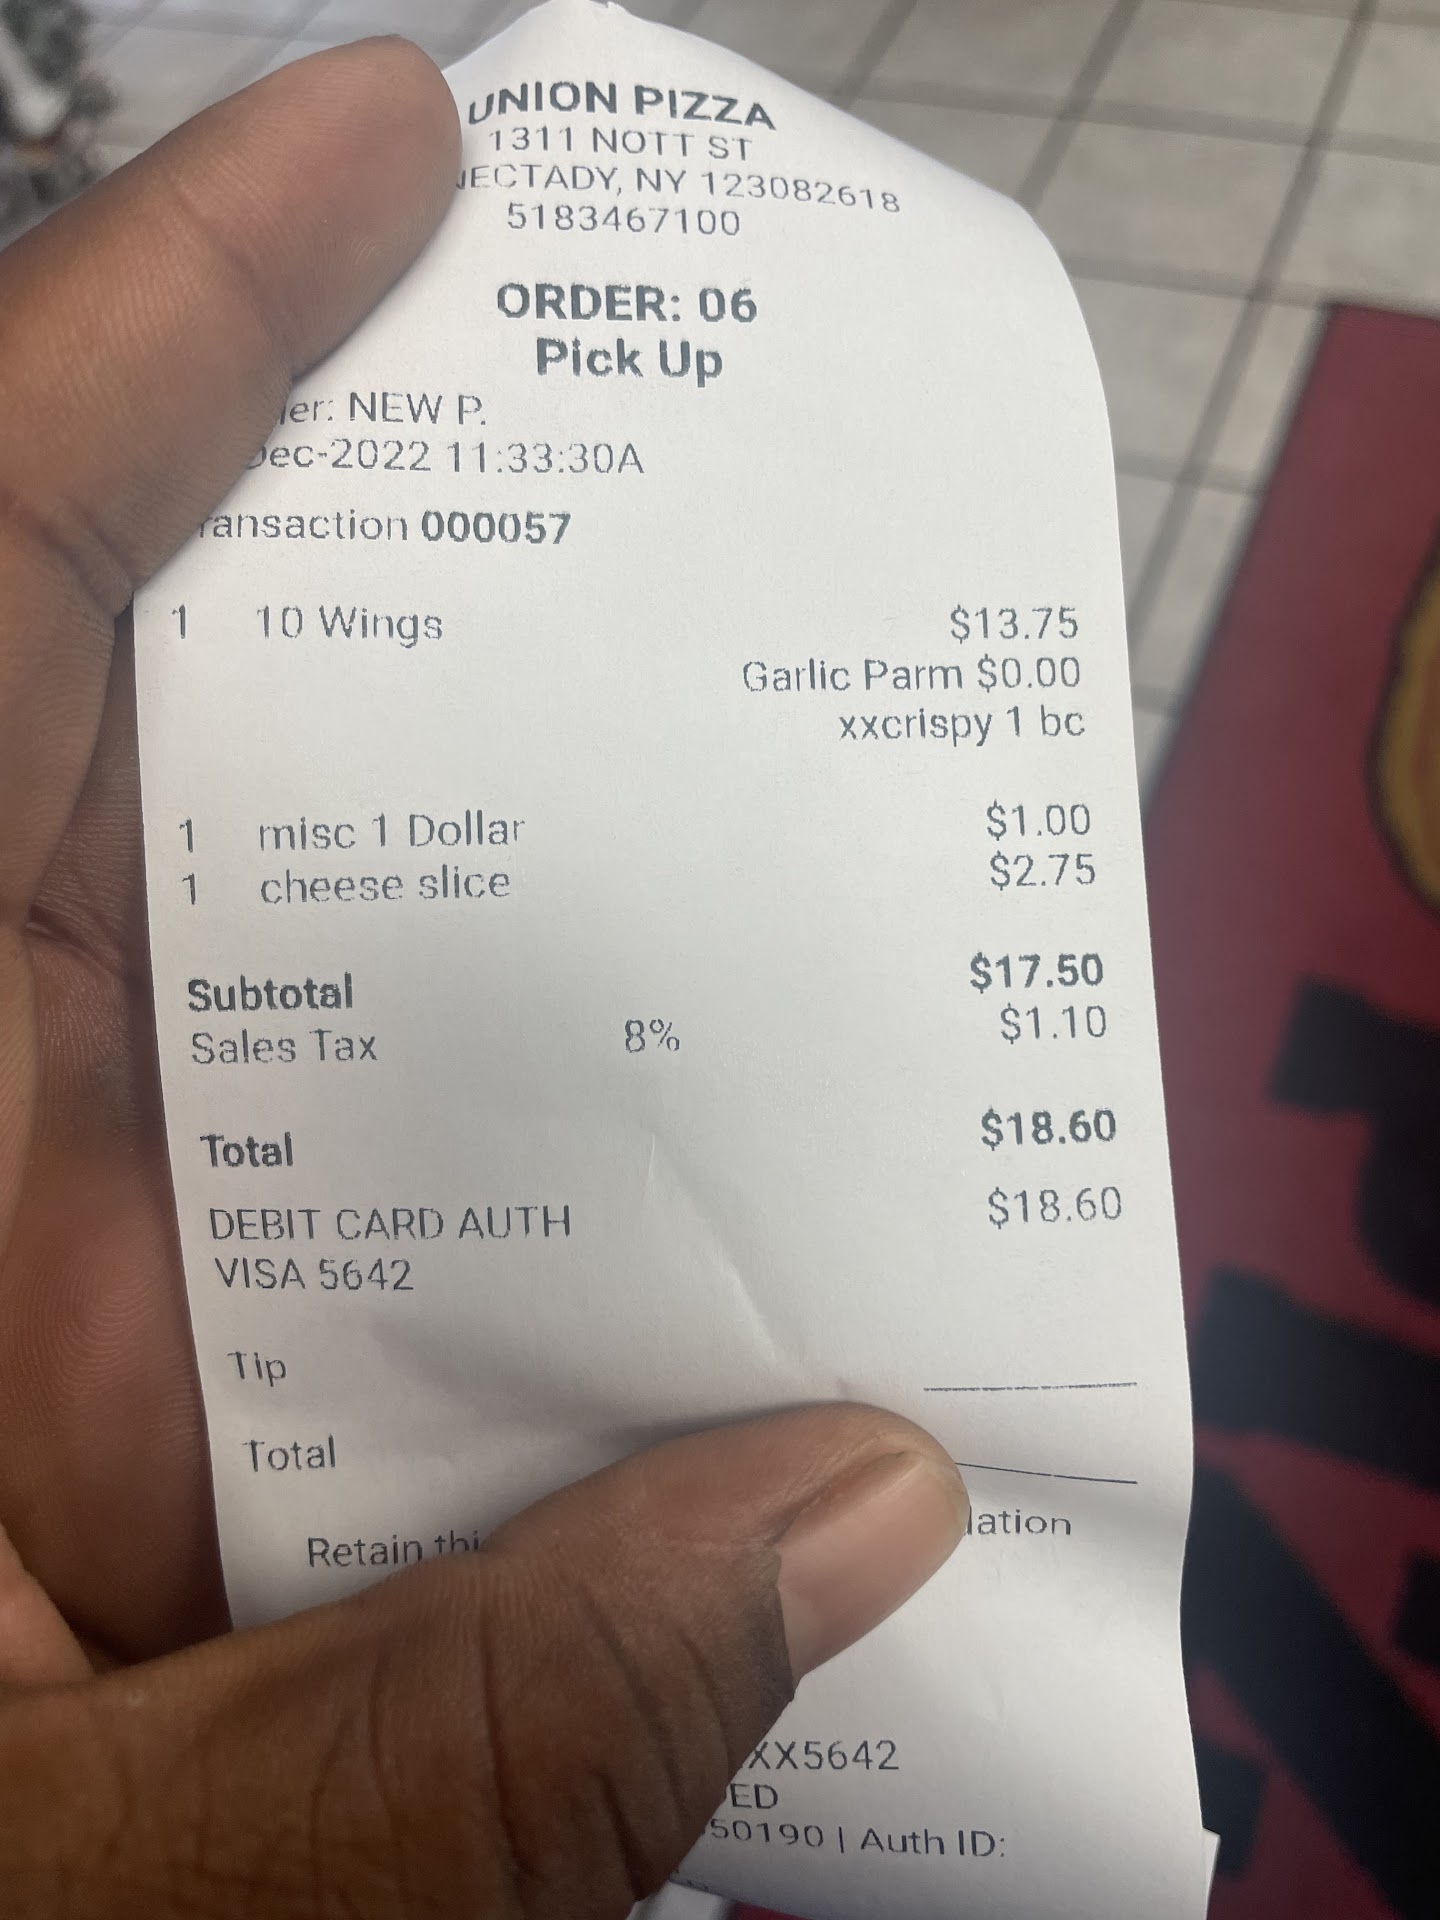 UNION PIZZA
1311 NOTT ST
NECTADY, NY 123082618
5183467100
ORDER: 06
Pick Up
er: NEW P.
Dec-2022 11:33:30A
ransaction 000057
1 10 Wings $13.75
Garlic Parm $0.00
xxcrispy 1 bc
1 misc 1 Dollar $1.00
1 cheese slice $2.75
Subtotal $17.50
Sales Tax 8% $1.10
Total $18.60
DEBIT CARD AUTH $18.60
VISA 5642
Tip
Total
Retain thi lation
XX5642
ED
50190 | Auth ID: